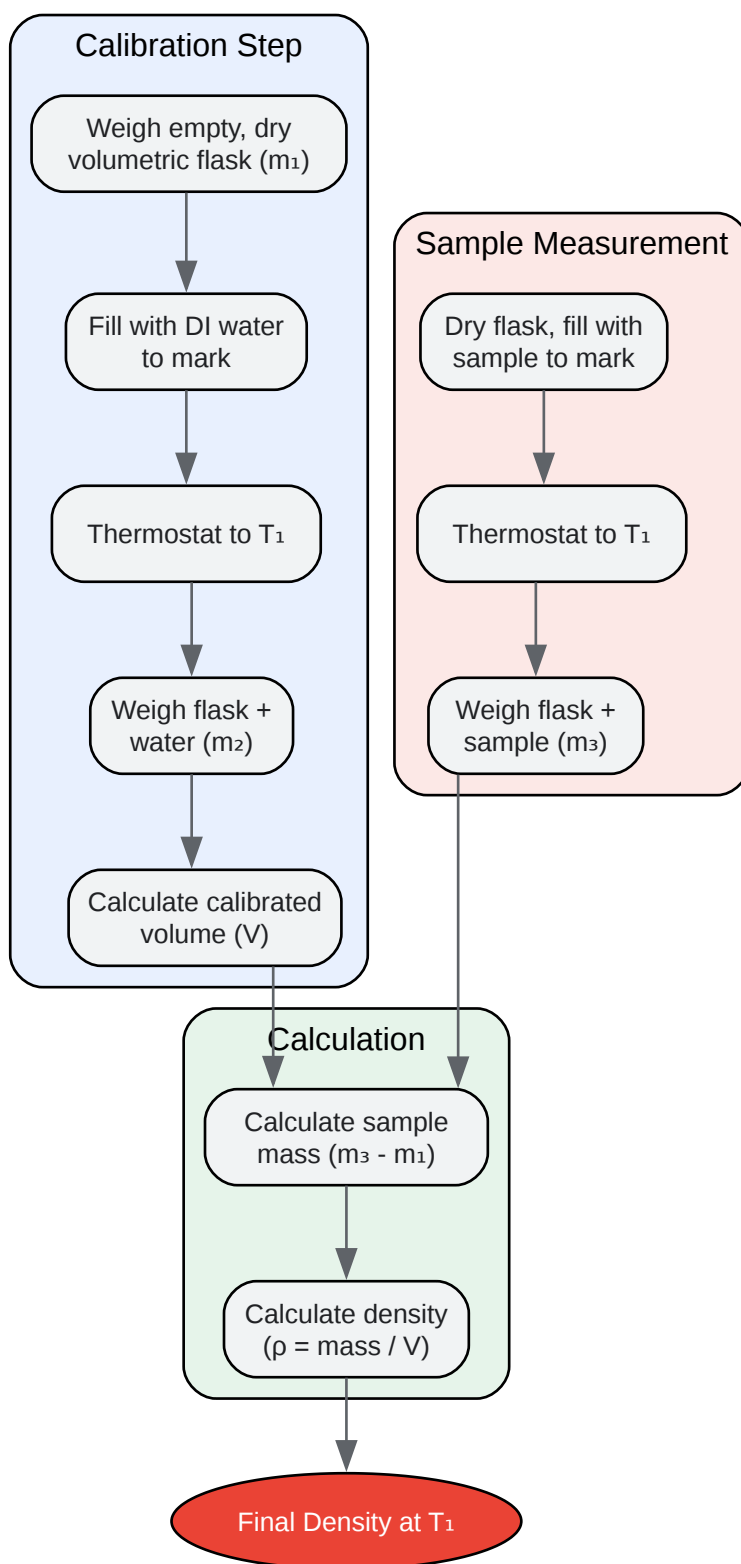 Calibration Step
Weigh empty, dry
volumetric flask (m₁)
Fill with DI water
to mark
Thermostat to T₁
Weigh flask +
water (m₂)
Calculate calibrated
volume (V)
Sample Measurement
Dry flask, fill with
sample to mark
Thermostat to T₁
Weigh flask +
sample (m₃)
Calculation
Calculate sample
mass (m₃ - m₁)
Calculate density
(ρ = mass / V)
Final Density at T₁